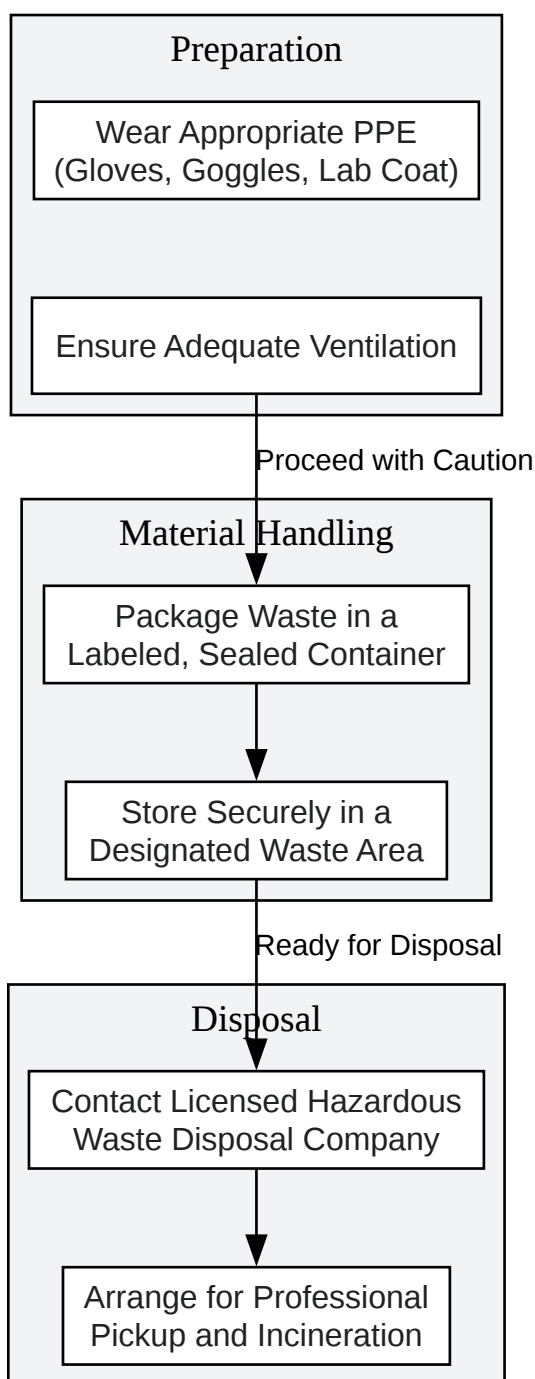 Preparation
Wear Appropriate PPE
(Gloves, Goggles, Lab Coat)
Ensure Adequate Ventilation
Proceed with Caution
Material Handling
Package Waste in a
Labeled, Sealed Container
Store Securely in a
Designated Waste Area
Ready for Disposal
Disposal
Contact Licensed Hazardous
Waste Disposal Company
Arrange for Professional
Pickup and Incineration